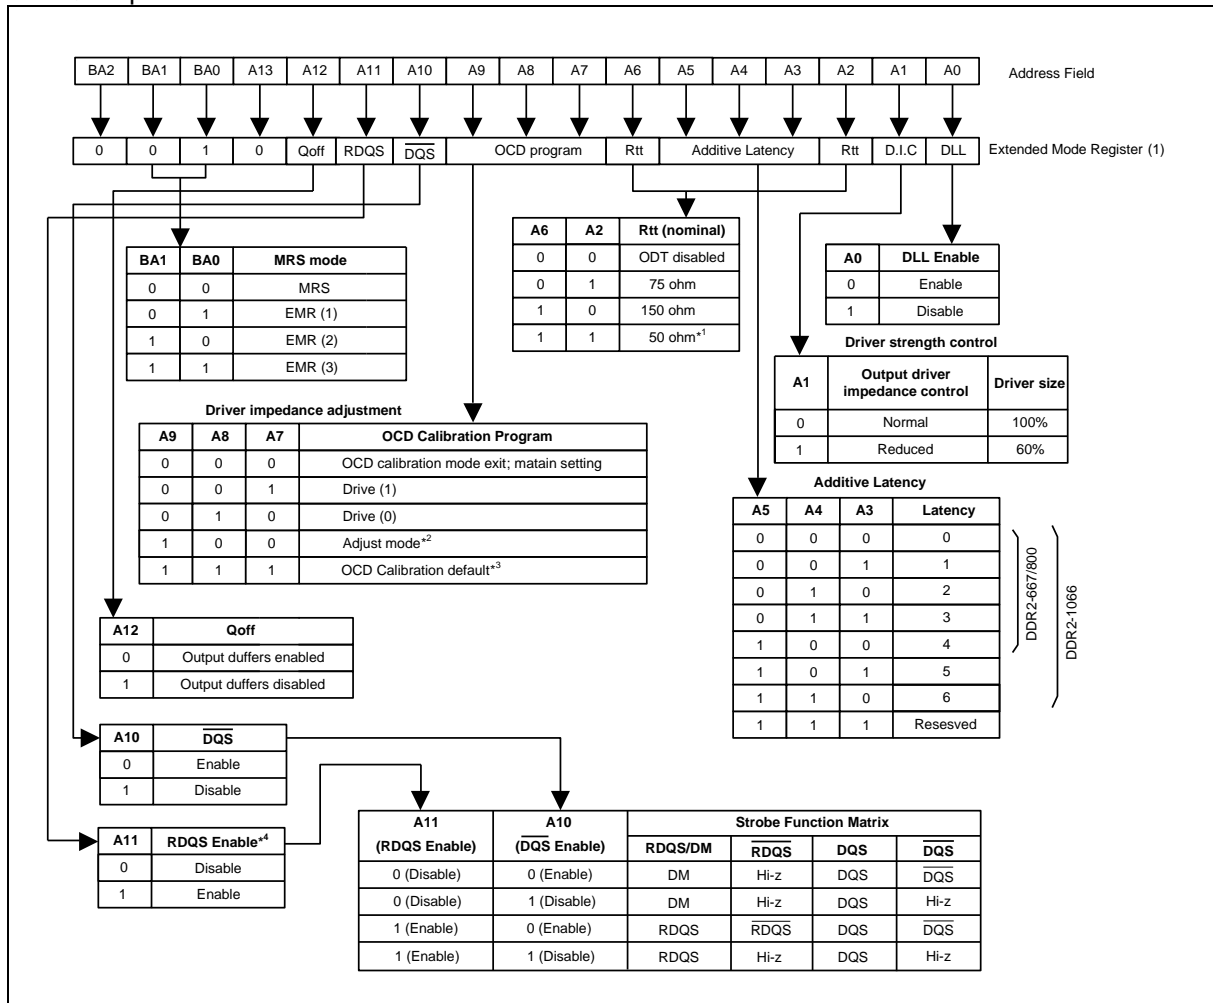 BA2 BA1 BA0 A13 A12 A11 A10 A9 A8 A7 A6 A5 A4 A3 A2 A1 A0 Address Field
0 0 1 0 Qoff RDQS DQS OCD program Rtt Additive Latency Rtt D.I.C DLL Extended Mode Register (1)
BA1 BA0 MRS mode
0 0 MRS
0 1 EMR (1)
1 0 EMR (2)
1 1 EMR (3)
A6 A2 Rtt (nominal)
0 0 ODT disabled
0 1 75 ohm
1 0 150 ohm
1 1 50 ohm*1
A0 DLL Enable
0 Enable
1 Disable
Driver strength control
A1 Output driver impedance control Driver size
0 Normal 100%
1 Reduced 60%
Driver impedance adjustment
A9 A8 A7 OCD Calibration Program
0 0 0 OCD calibration mode exit; matain setting
0 0 1 Drive (1)
0 1 0 Drive (0)
1 0 0 Adjust mode*2
1 1 1 OCD Calibration default*3
Additive Latency
A5 A4 A3 Latency
0 0 0 0
0 0 1 1
0 1 0 2
0 1 1 3
1 0 0 4
1 0 1 5
1 1 0 6
1 1 1 Resesved
DDR2-667/800
DDR2-1066
A12 Qoff
0 Output duffers enabled
1 Output duffers disabled
A10 DQS
0 Enable
1 Disable
A11 RDQS Enable*4
0 Disable
1 Enable
A11 (RDQS Enable) A10 (DQS Enable) Strobe Function Matrix
RDQS/DM RDQS DQS DQS
0 (Disable) 0 (Enable) DM Hi-z DQS DQS
0 (Disable) 1 (Disable) DM Hi-z DQS Hi-z
1 (Enable) 0 (Enable) RDQS RDQS DQS DQS
1 (Enable) 1 (Disable) RDQS Hi-z DQS Hi-z